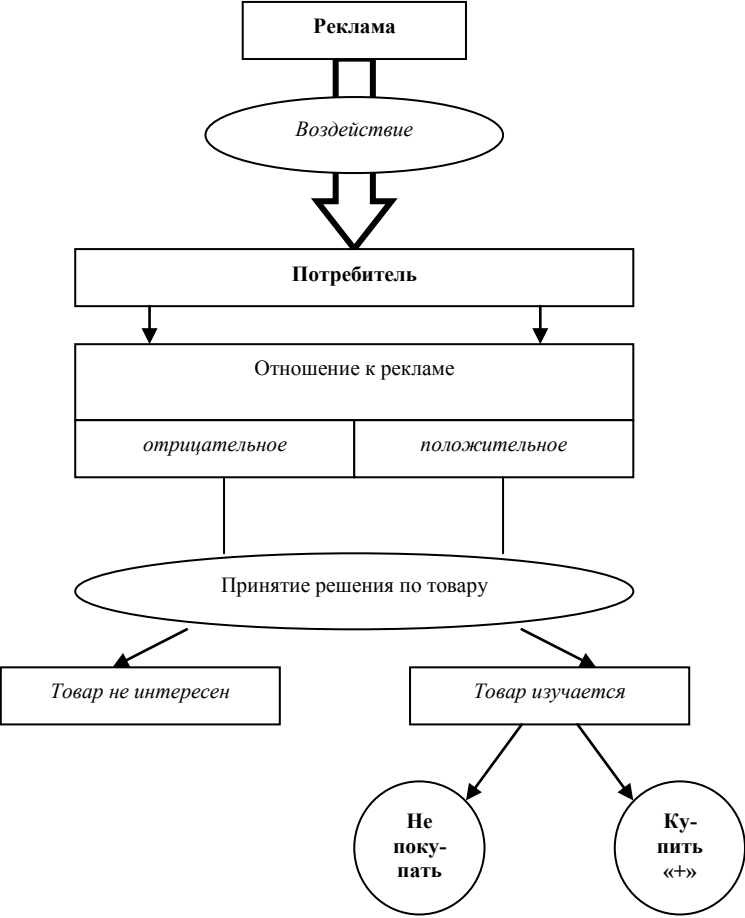 Реклама
Воздействие
Потребитель
Отношение к рекламе
отрицательное
положительное
Принятие решения по товару
Товар не интересен
Товар изучается
Не
поку-
пать
Ку-
пить
«+»